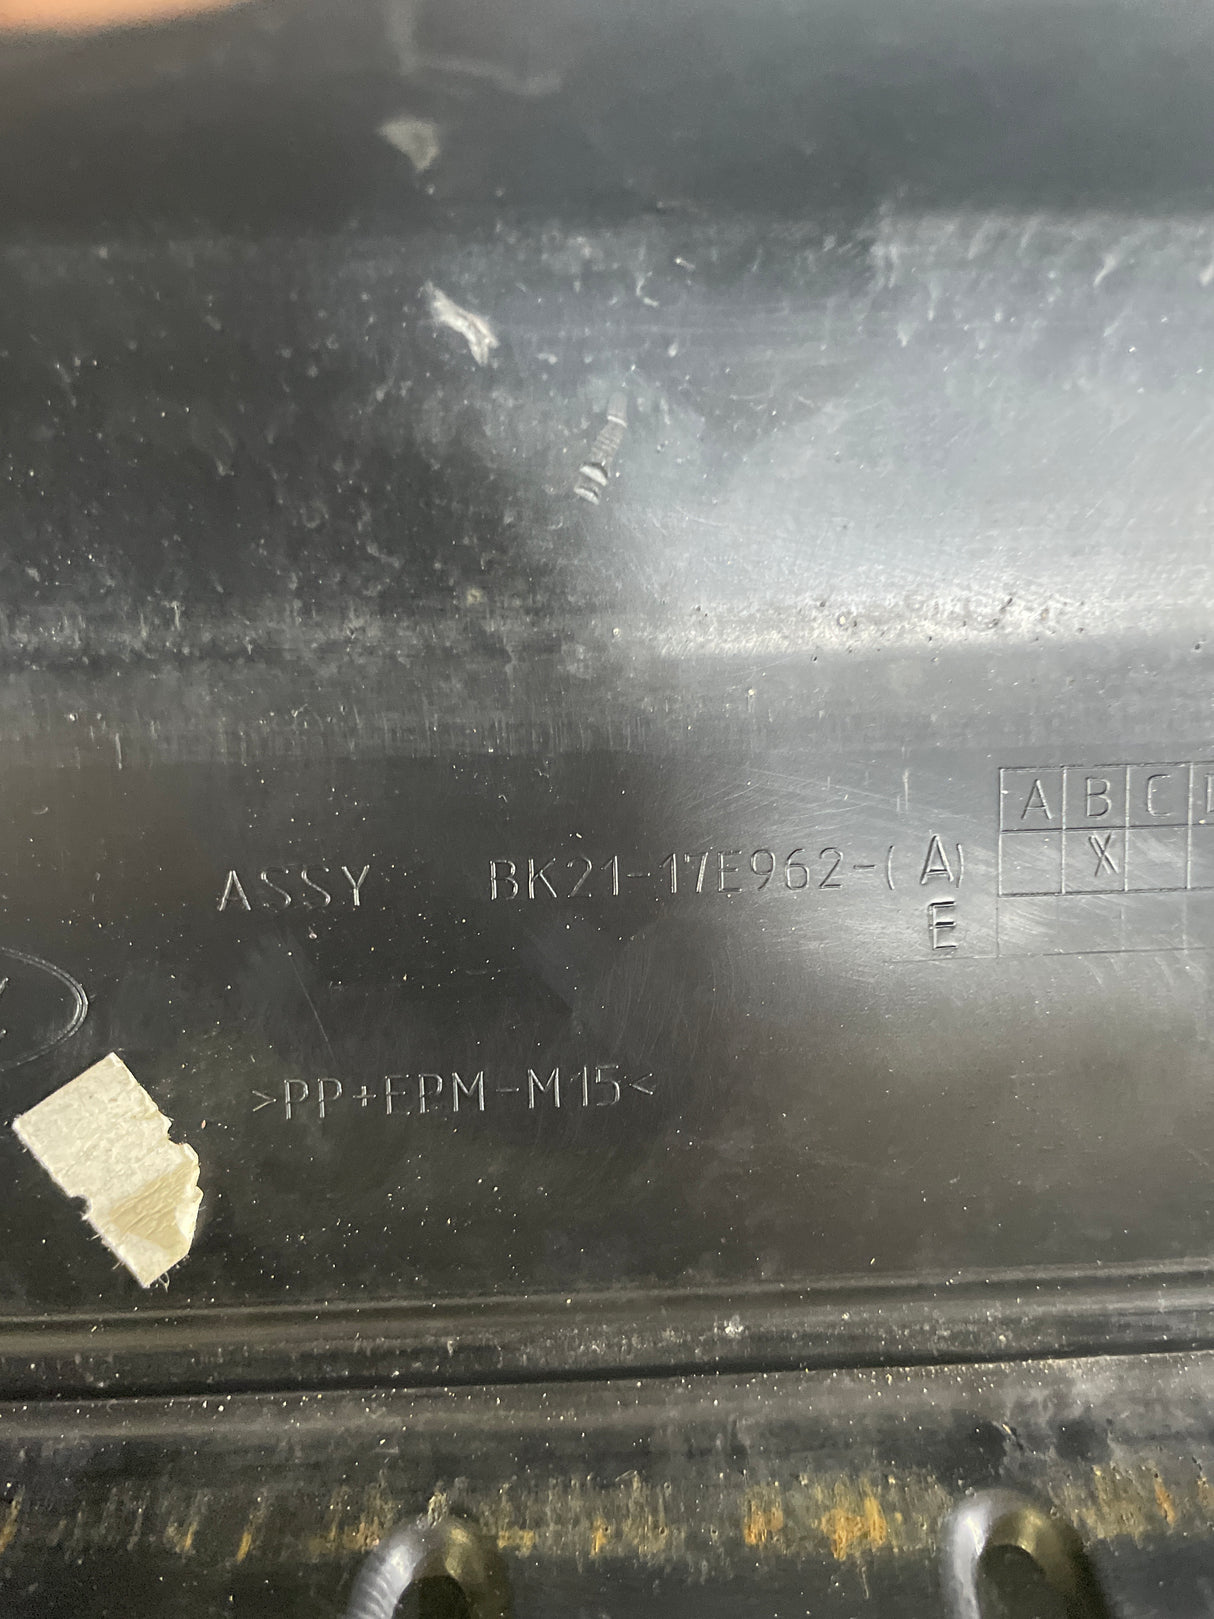 A B C
X
ASSY BK21-17E962-(A)
E
>PP+EPM-M15<